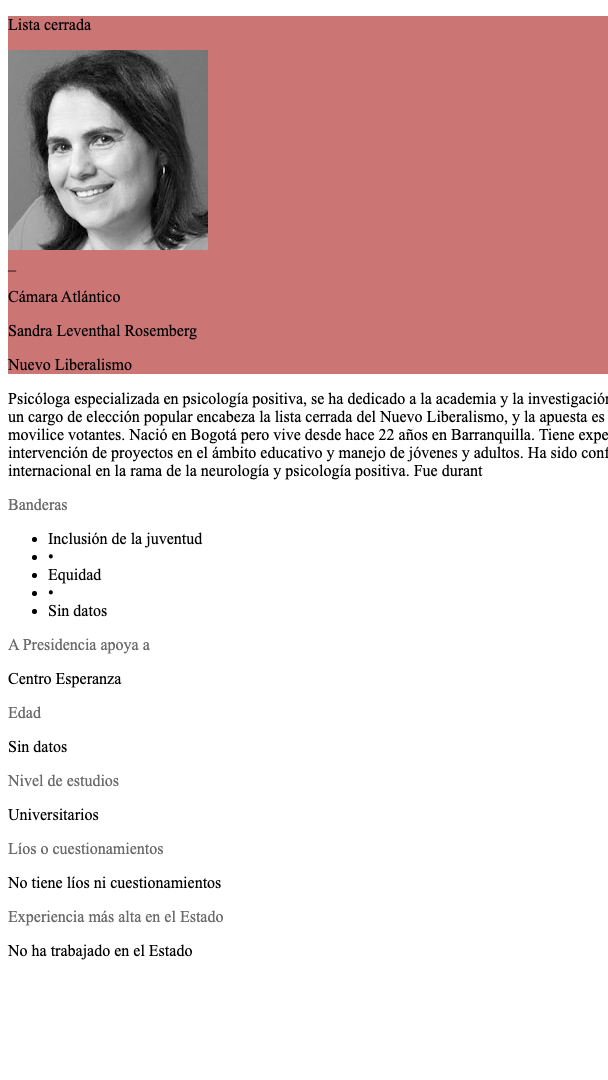 Lista cerrada
_
Cámara Atlántico
Sandra Leventhal Rosemberg
Nuevo Liberalismo
Psicóloga especializada en psicología positiva, se ha dedicado a la academia y la investigación
un cargo de elección popular encabeza la lista cerrada del Nuevo Liberalismo, y la apuesta es
movilice votantes. Nació en Bogotá pero vive desde hace 22 años en Barranquilla. Tiene expe
intervención de proyectos en el ámbito educativo y manejo de jóvenes y adultos. Ha sido conf
internacional en la rama de la neurología y psicología positiva. Fue durant
Banderas
• Inclusión de la juventud
• •
• Equidad
• •
• Sin datos
A Presidencia apoya a
Centro Esperanza
Edad
Sin datos
Nivel de estudios
Universitarios
Líos o cuestionamientos
No tiene líos ni cuestionamientos
Experiencia más alta en el Estado
No ha trabajado en el Estado